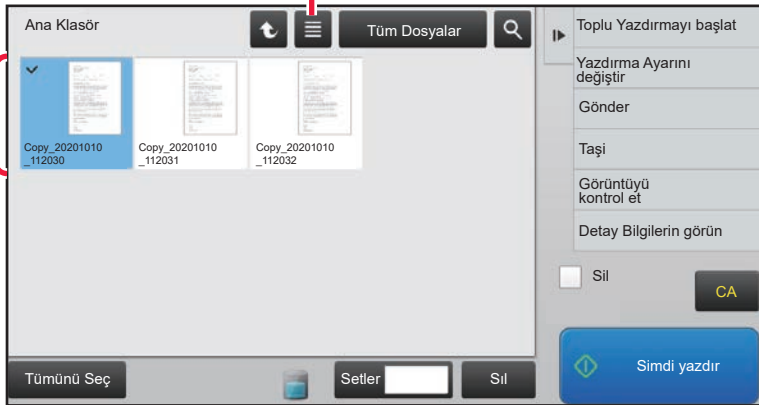 Ana Klasör
Tüm Dosyalar
Copy_20201010
_112030
Copy_20201010
_112031
Copy_20201010
_112032
Tümünü Seç
Setler
Sıl
Toplu Yazdırmayı başlat
Yazdırma Ayarını
değiştir
Gönder
Taşi
Görüntüyü
kontrol et
Detay Bilgilerin görün
Sil
CA
Simdi yazdır